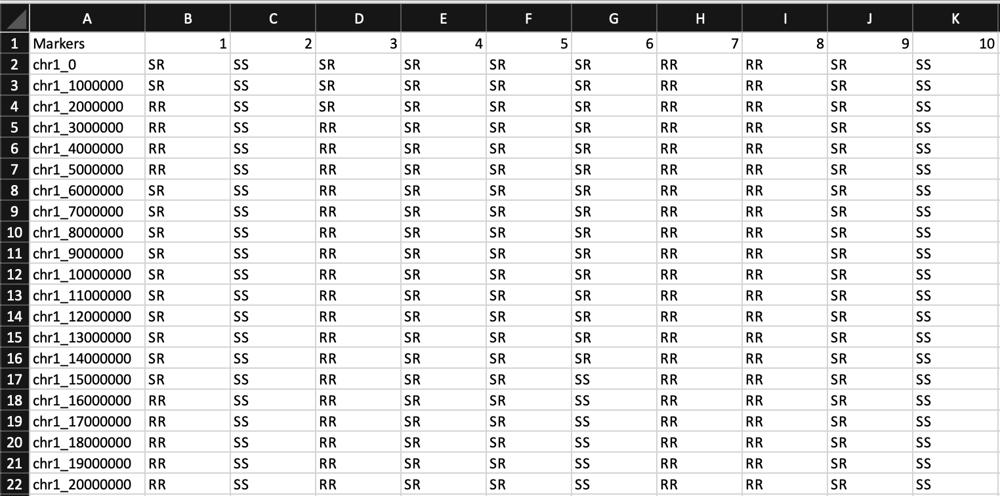 A B C D E F G H I J K
1 Markers 1 2 3 4 5 6 7 8 9 10
2 chr1_0 SR SS SR SR SR SR RR RR SR SS
3 chr1_1000000 SR SS SR SR SR SR RR RR SR SS
4 chr1_2000000 RR SS SR SR SR SR RR RR SR SS
5 chr1_3000000 RR SS RR SR SR SR RR RR SR SS
6 chr1_4000000 RR SS RR SR SR SR RR RR SR SS
7 chr1_5000000 RR SS RR SR SR SR RR RR SR SS
8 chr1_6000000 SR SS RR SR SR SR RR RR SR SS
9 chr1_7000000 SR SS RR SR SR SR RR RR SR SS
10 chr1_8000000 SR SS RR SR SR SR RR RR SR SS
11 chr1_9000000 SR SS RR SR SR SR RR RR SR SS
12 chr1_10000000 SR SS RR SR SR SR RR RR SR SS
13 chr1_11000000 SR SS RR SR SR SR RR RR SR SS
14 chr1_12000000 SR SS RR SR SR SR RR RR SR SS
15 chr1_13000000 SR SS RR SR SR SR RR RR SR SS
16 chr1_14000000 SR SS RR SR SR SR RR RR SR SS
17 chr1_15000000 SR SS RR SR SR SS RR RR SR SS
18 chr1_16000000 RR SS RR SR SR SS RR RR SR SS
19 chr1_17000000 RR SS RR SR SR SS RR RR SR SS
20 chr1_18000000 RR SS RR SR SR SS RR RR SR SS
21 chr1_19000000 RR SS RR SR SR SS RR RR SR SS
22 chr1_20000000 RR SS RR SR SR SS RR RR SR SS